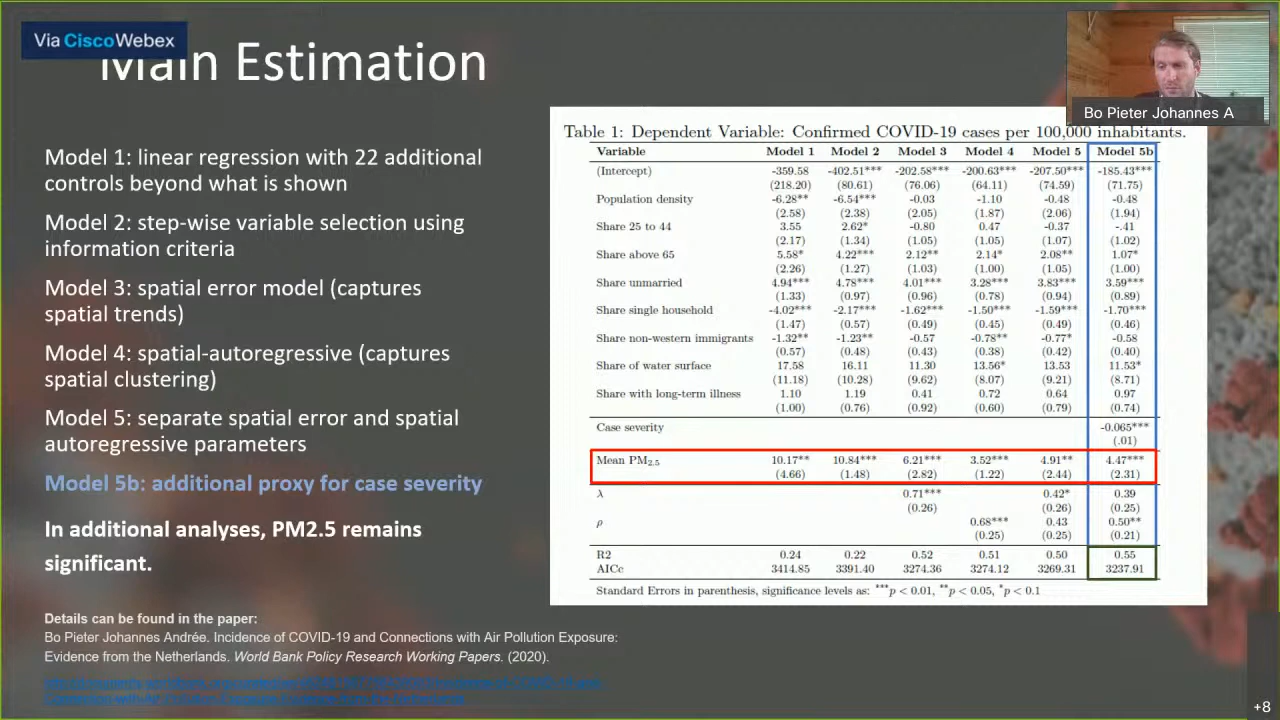 Via CiscoWebex
Main Estimation
Bo Pieter Johannes A
Model 1: linear regression with 22 additional
controls beyond what is shown
Model 2: step-wise variable selection using
information criteria
Model 3: spatial error model (captures
spatial trends)
Model 4: spatial-autoregressive (captures
spatial clustering)
Model 5: separate spatial error and spatial
autoregressive parameters
Model 5b: additional proxy for case severity
In additional analyses, PM2.5 remains
significant.
Details can be found in the paper:
Bo Pieter Johannes Andrée. Incidence of COVID-19 and Connections with Air Pollution Exposure:
Evidence from the Netherlands. World Bank Policy Research Working Papers. (2020).
Table 1: Dependent Variable: Confirmed COVID-19 cases per 100,000 inhabitants.
Variable Model 1 Model 2 Model 3 Model 4 Model 5 Model 5b
(Intercept) -359.58 -402.51*** -202.58*** -200.63*** -207.50*** -185.43***
(218.20) (80.61) (76.06) (64.11) (74.59) (71.75)
Population density -6.28** -6.54*** -0.03 -1.10 -0.48 -0.48
(2.58) (2.38) (2.05) (1.87) (2.06) (1.94)
Share 25 to 44 3.55 2.62* -0.80 0.47 -0.37 -.41
(2.17) (1.34) (1.05) (1.05) (1.07) (1.02)
Share above 65 5.58* 4.22*** 2.12** 2.14* 2.08** 1.07*
(2.26) (1.27) (1.03) (1.00) (1.05) (1.00)
Share unmarried 4.94*** 4.78*** 4.01*** 3.28*** 3.83*** 3.59***
(1.33) (0.97) (0.96) (0.78) (0.94) (0.89)
Share single household -4.02*** -2.17*** -1.62*** -1.50*** -1.59*** -1.70***
(1.47) (0.57) (0.49) (0.45) (0.49) (0.46)
Share non-western immigrants -1.32** -1.23** -0.57 -0.78** -0.77* -0.58
(0.57) (0.48) (0.43) (0.38) (0.42) (0.40)
Share of water surface 17.58 16.11 11.30 13.56* 13.53 11.53*
(11.18) (10.28) (9.62) (8.07) (9.21) (8.71)
Share with long-term illness 1.10 1.19 0.41 0.72 0.64 0.97
(1.00) (0.76) (0.92) (0.60) (0.79) (0.74)
Case severity -0.065***
(.01)
Mean PM2.5 10.17** 10.84*** 6.21*** 3.52*** 4.91** 4.47***
(4.66) (1.48) (2.82) (1.22) (2.44) (2.31)
λ 0.71*** 0.42* 0.39
(0.26) (0.26) (0.25)
ρ 0.68*** 0.43 0.50**
(0.25) (0.25) (0.21)
R2 0.24 0.22 0.52 0.51 0.50 0.55
AICc 3414.85 3391.40 3274.36 3274.12 3269.31 3237.91
Standard Errors in parenthesis, significance levels as: ***p < 0.01, **p < 0.05, *p < 0.1
+8